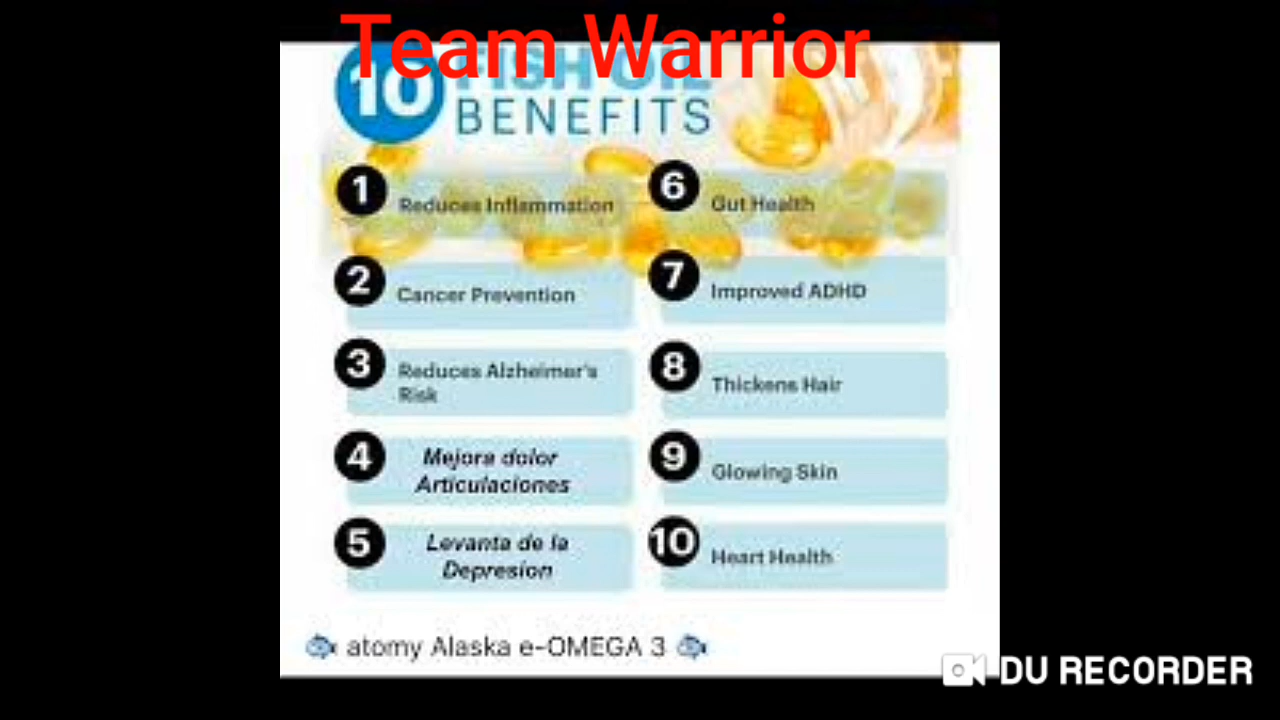 Team Warrior
10 FISH OIL
BENEFITS
1 Reduces Inflammation
2 Cancer Prevention
3 Reduces Alzheimer's
Risk
4 Mejora dolor
Articulaciones
5 Levanta de la
Depresion
6 Gut Health
7 Improved ADHD
8 Thickens Hair
9 Glowing Skin
10 Heart Health
atomy Alaska e-OMEGA 3
DU RECORDER